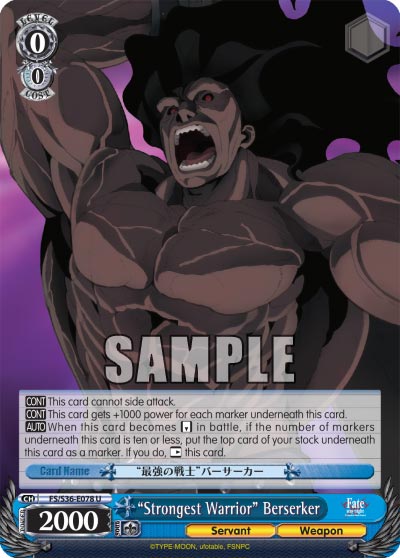 LEVEL
0
0
COST
SAMPLE
CONT This card cannot side attack.
CONT This card gets +1000 power for each marker underneath this card.
AUTO When this card becomes in battle, if the number of markers
underneath this card is ten or less, put the top card of your stock underneath
this card as a marker. If you do, this card.
Card Name "最強の戦士"バーサーカー
CH FS/S36-E078 U
2000
"Strongest Warrior" Berserker
Servant Weapon
Fate
©TYPE-MOON, ufotable, FSNPC